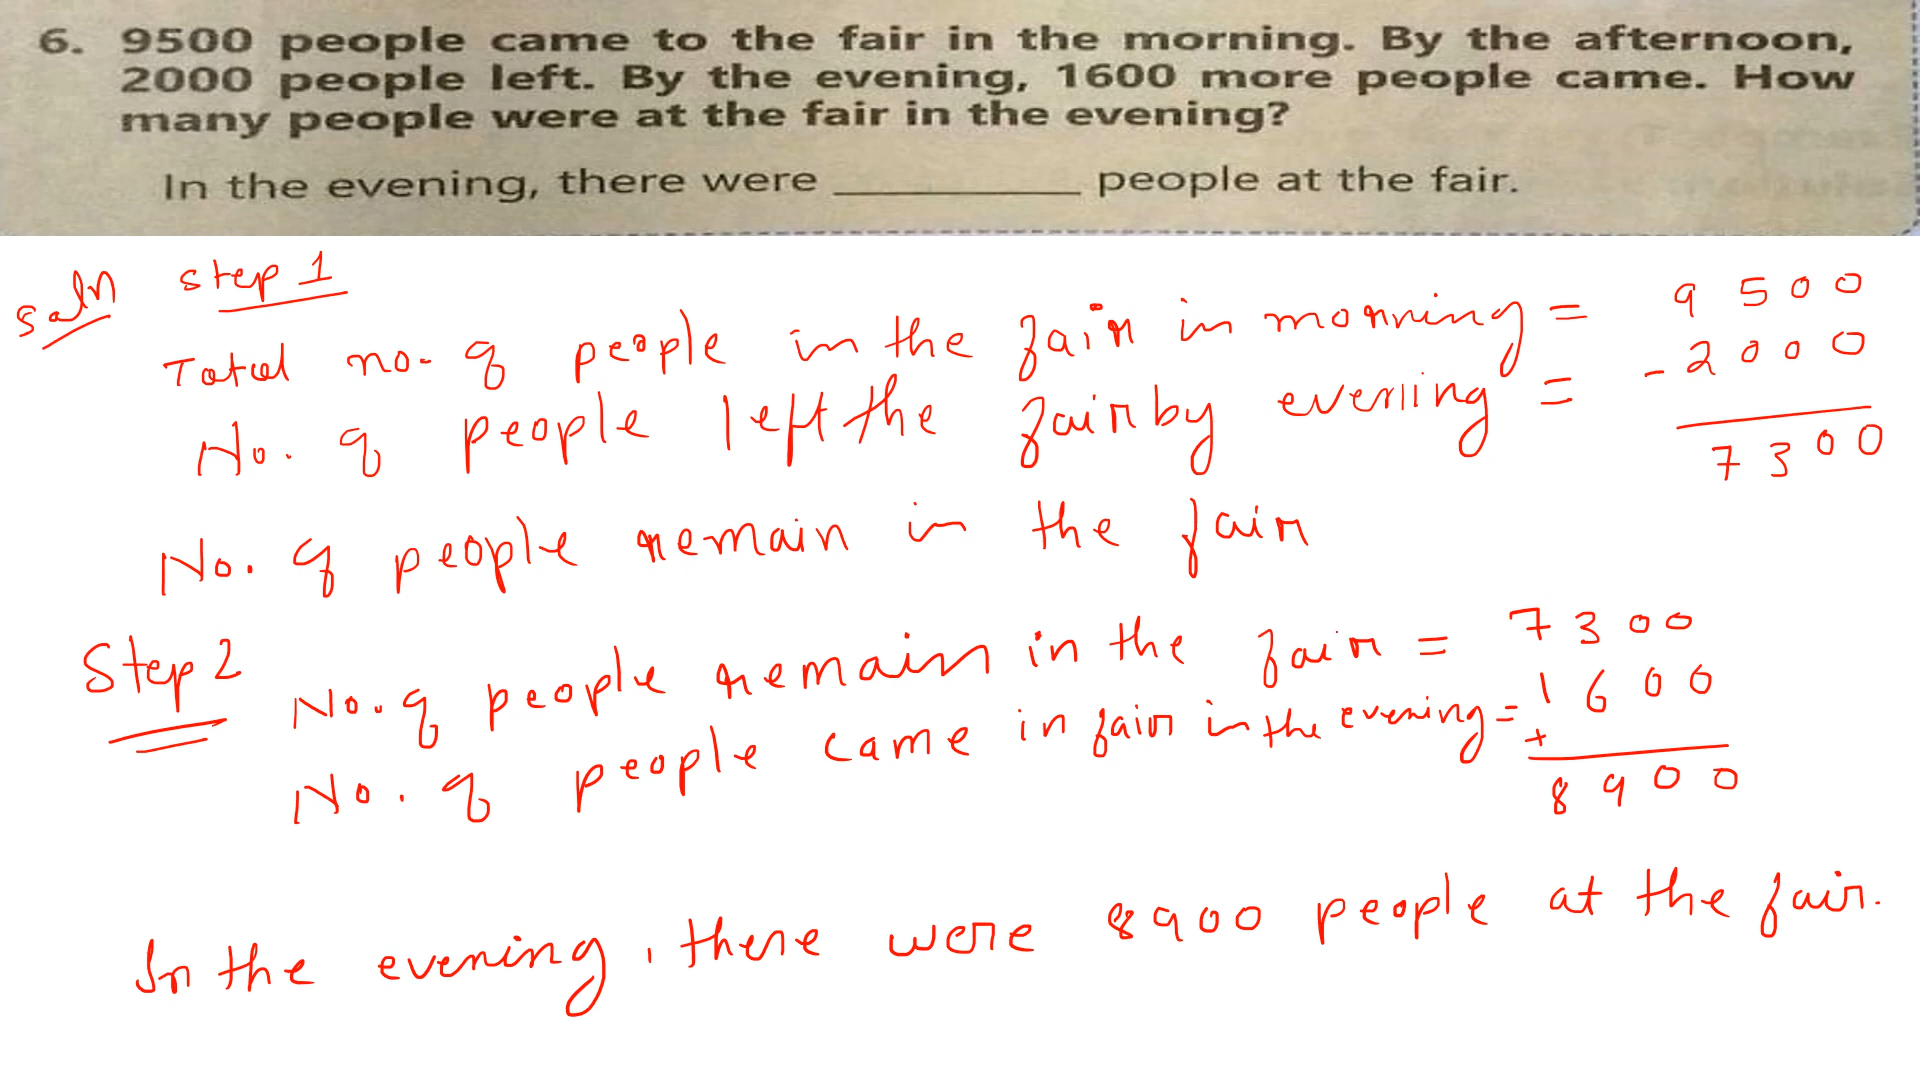 6. 9500 people came to the fair in the morning. By the afternoon,
2000 people left. By the evening, 1600 more people came. How
many people were at the fair in the evening?
In the evening, there were __________ people at the fair.
Soln step 1
Total no. of people in the fair in morning = 9500
No. of people left the fair by evening = - 2000
7300
No. of people remain in the fair
Step 2
No. of people remain in the fair = 7300
No. of people came in fair in the evening = + 1600
8900
In the evening, there were 8900 people at the fair.